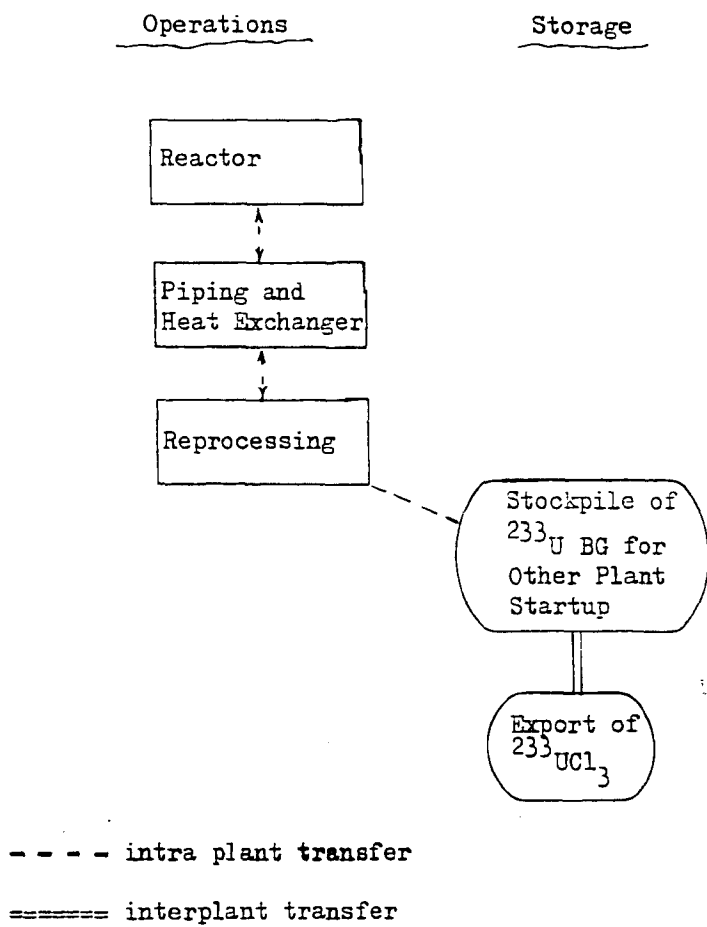 Operations
Storage
Reactor
Piping and
Heat Exchanger
Reprocessing
Stockpile of
233U BG for
Other Plant
Startup
Export of
233UCl3
intra plant transfer
interplant transfer